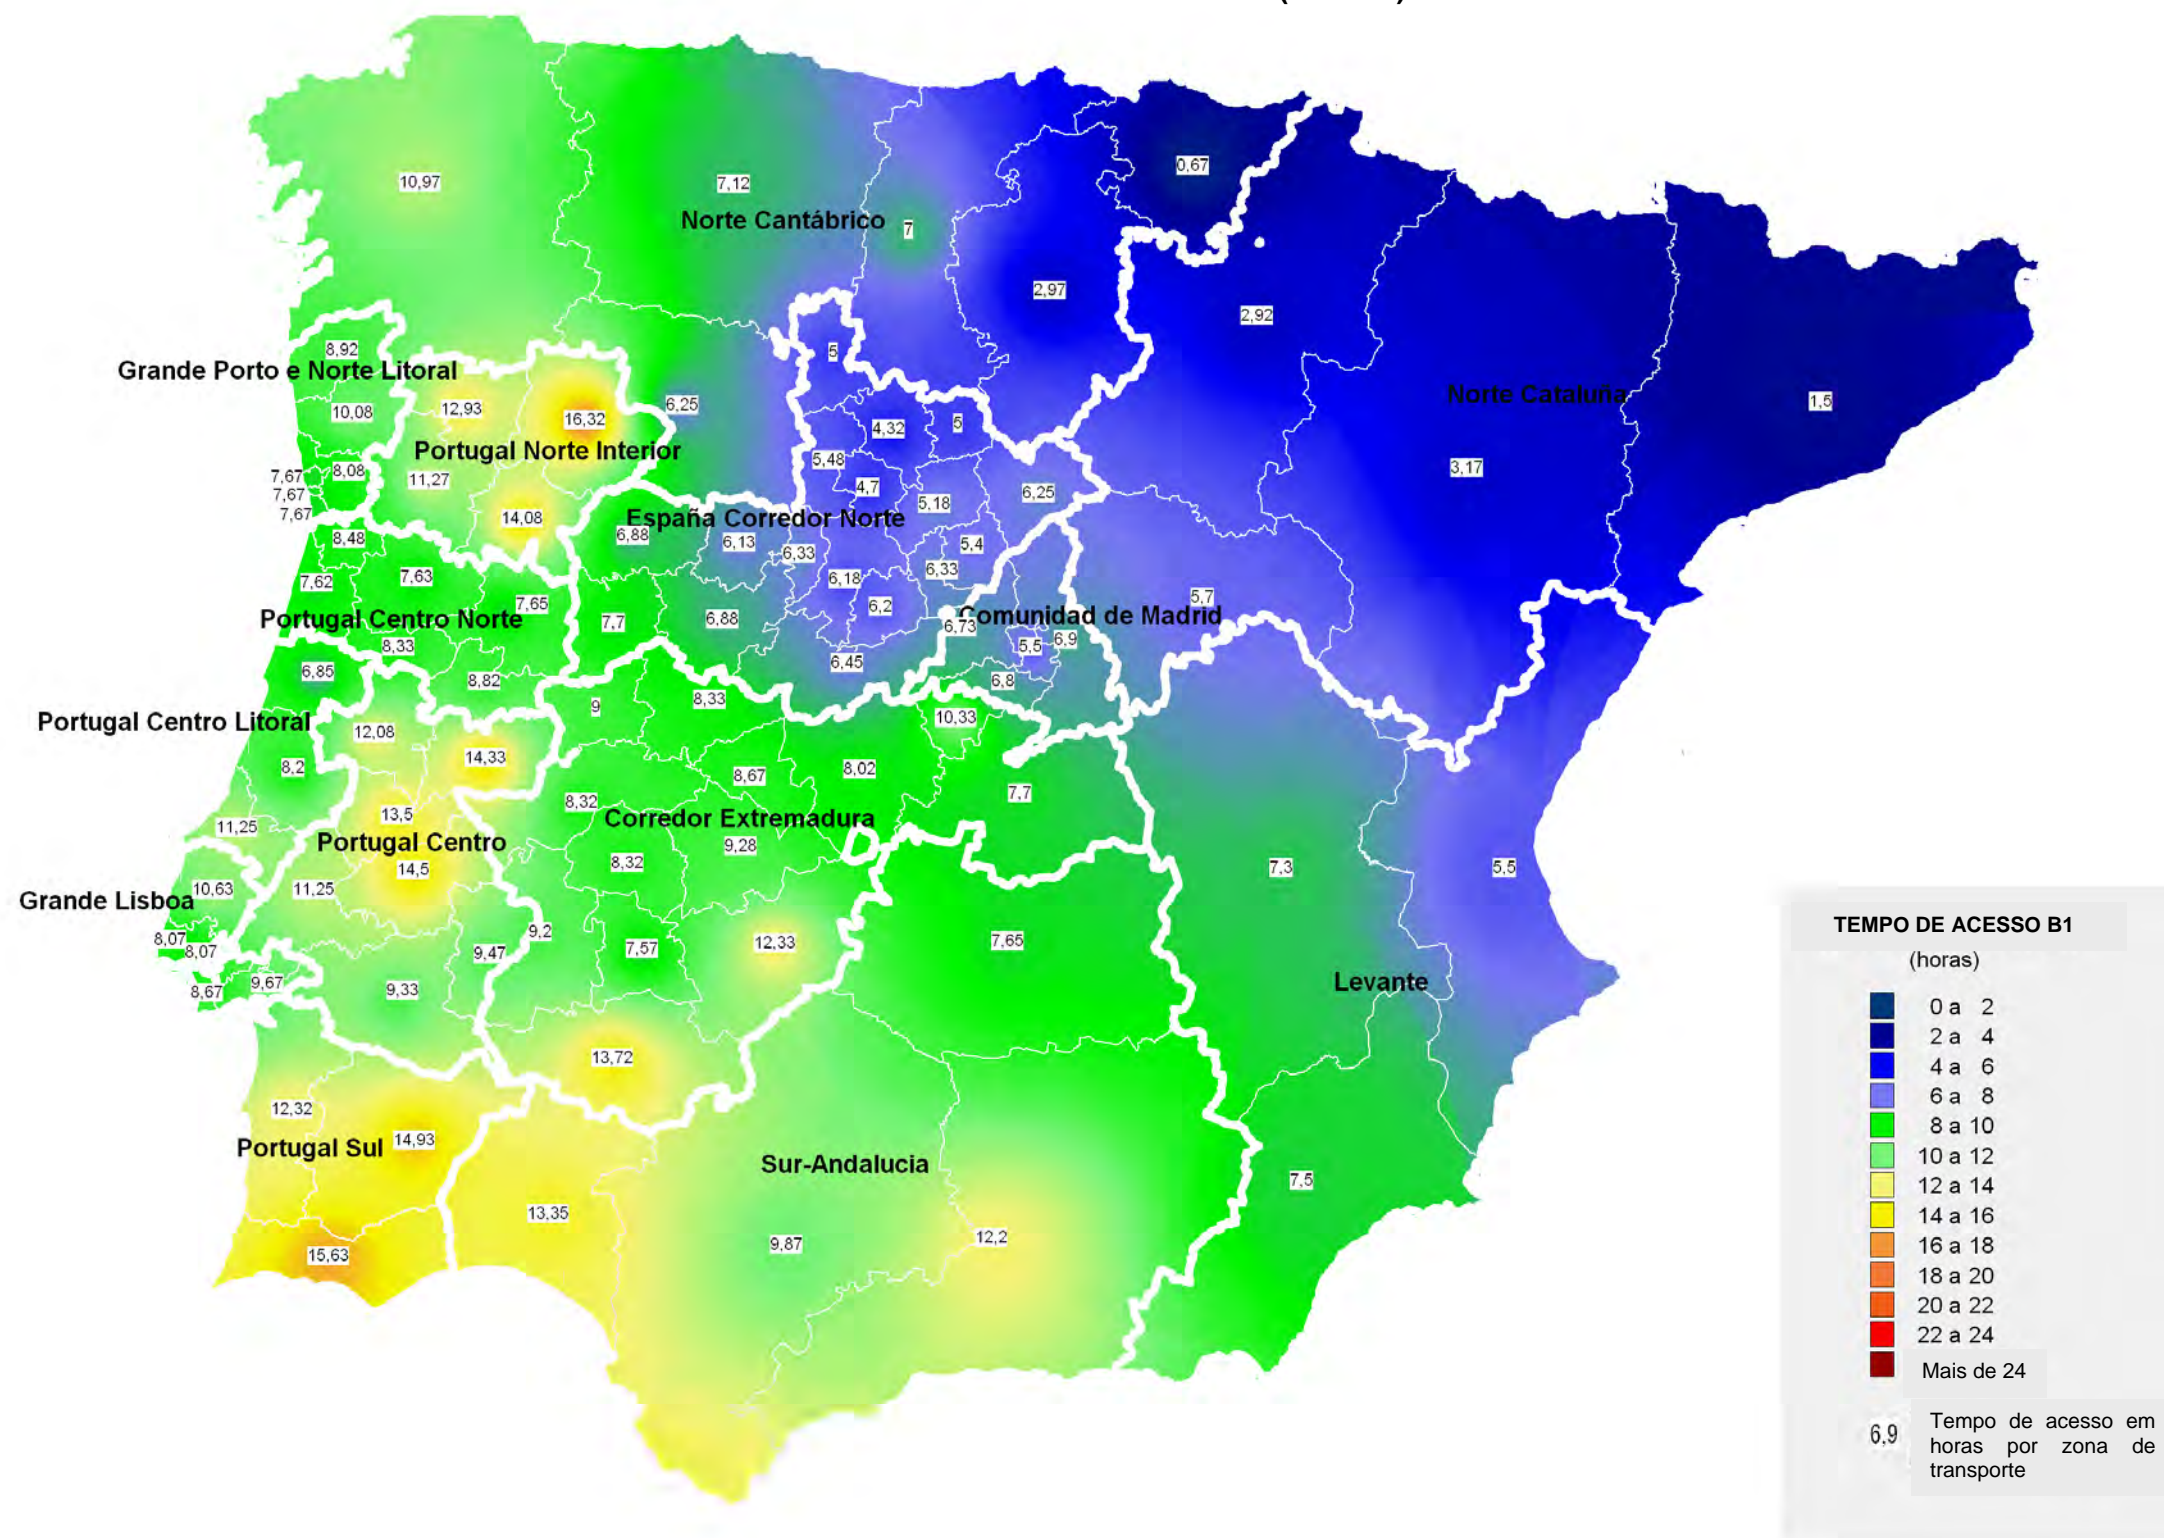 10,97
7,12
0,67
Norte Cantábrico
7
2,97
2,92
8,92
5
Grande Porto e Norte Litoral
Norte Cataluña
1,5
10,08
12,93
16,32
6,25
4,32
5
Portugal Norte Interior
5,48
3,17
7,67
8,08
11,27
4,7
6,25
7,67
5,18
7,67
14,08
España Corredor Norte
8,48
6,88
6,13
6,33
5,4
7,62
7,63
6,18
6,33
7,65
6,2
5,7
Portugal Centro Norte
7,7
6,88
6,73
Comunidad de Madrid
8,33
5,5
6,9
6,85
8,82
6,45
6,8
9
8,33
Portugal Centro Litoral
12,08
10,33
8,2
14,33
8,67
8,02
7,7
11,25
13,5
8,32
Corredor Extremadura
Portugal Centro
9,28
14,5
8,32
7,3
5,5
10,63
11,25
Grande Lisboa
8,07
8,07
9,47
9,2
7,57
12,33
7,65
8,67
9,67
9,33
Levante
13,72
12,32
14,93
Portugal Sul
Sur-Andalucia
7,5
13,35
15,63
9,87
12,2
TEMPO DE ACESSO B1
(horas)
0 a 2
2 a 4
4 a 6
6 a 8
8 a 10
10 a 12
12 a 14
14 a 16
16 a 18
18 a 20
20 a 22
22 a 24
Mais de 24
6,9
Tempo de acesso em
horas por zona de
transporte